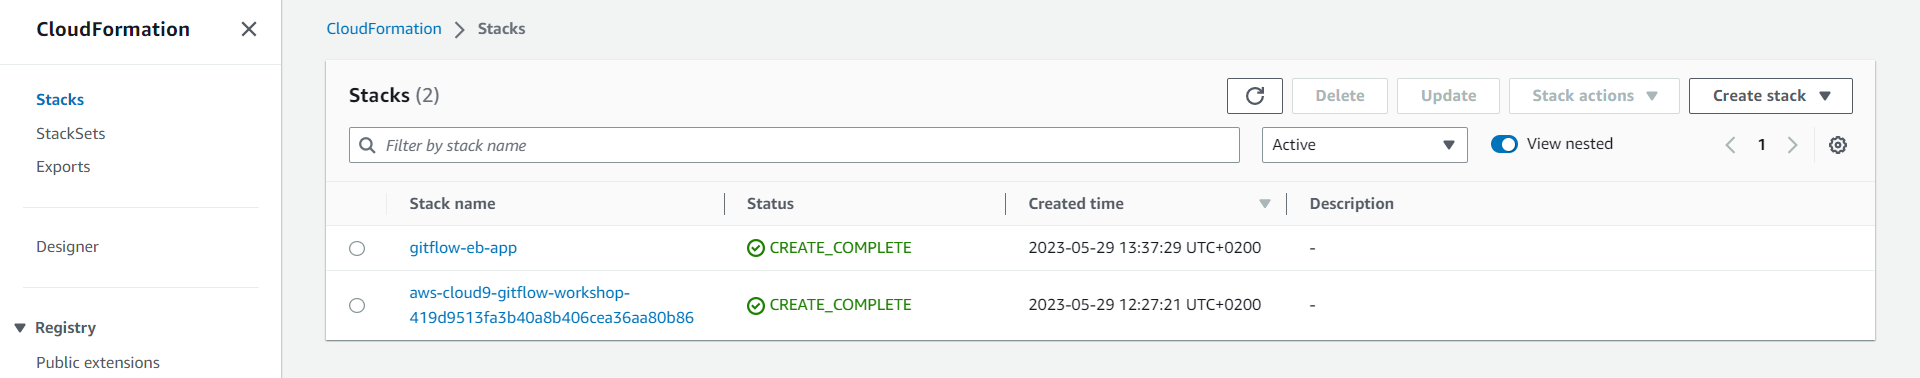 CloudFormation
Stacks
StackSets
Exports
Designer
Registry
Public extensions
CloudFormation
Stacks
Stacks (2)
Delete
Update
Stack actions
Create stack
Filter by stack name
Active
View nested
1
Stack name
Status
Created time
Description
gitflow-eb-app
CREATE_COMPLETE
2023-05-29 13:37:29 UTC+0200
-
aws-cloud9-gitflow-workshop-
419d9513fa3b40a8b406cea36aa80b86
CREATE_COMPLETE
2023-05-29 12:27:21 UTC+0200
-